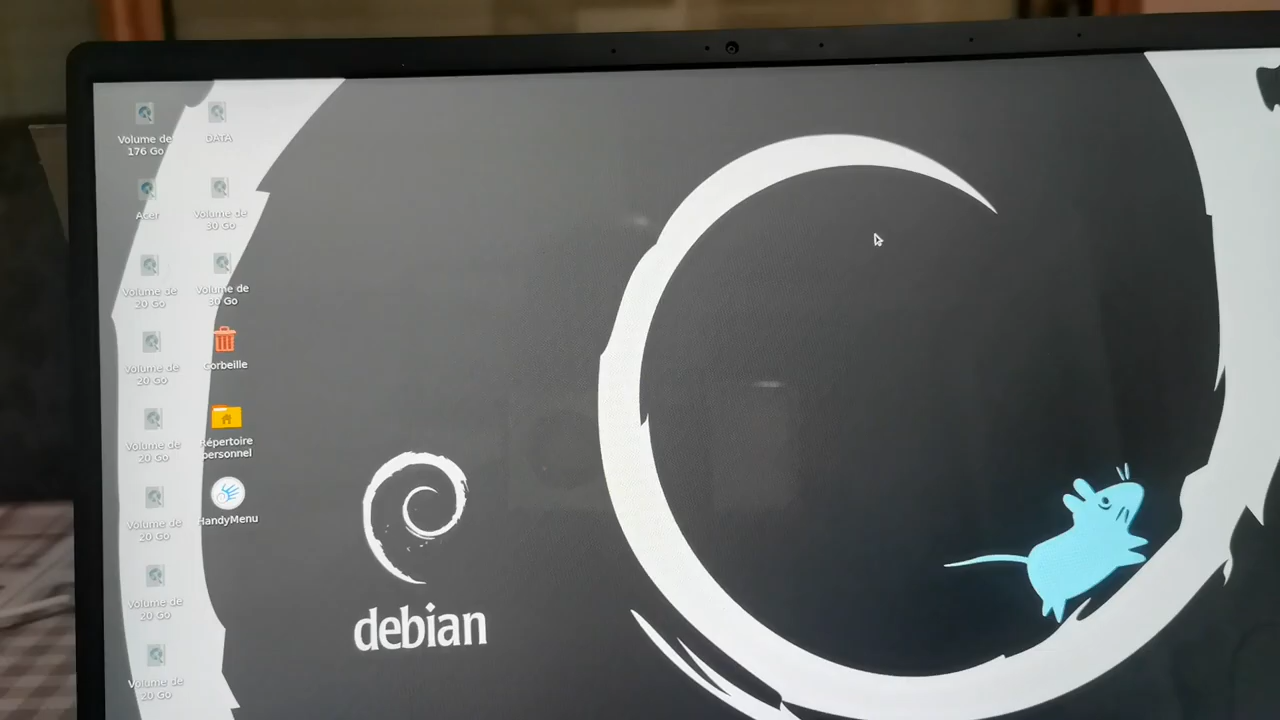 Volume de
176 Go
Acer
Volume de
20 Go
Volume de
20 Go
Volume de
20 Go
Volume de
20 Go
Volume de
20 Go
Volume de
20 Go
DATA
Volume de
30 Go
Volume de
30 Go
Corbeille
Répertoire
personnel
HandyMenu
debian